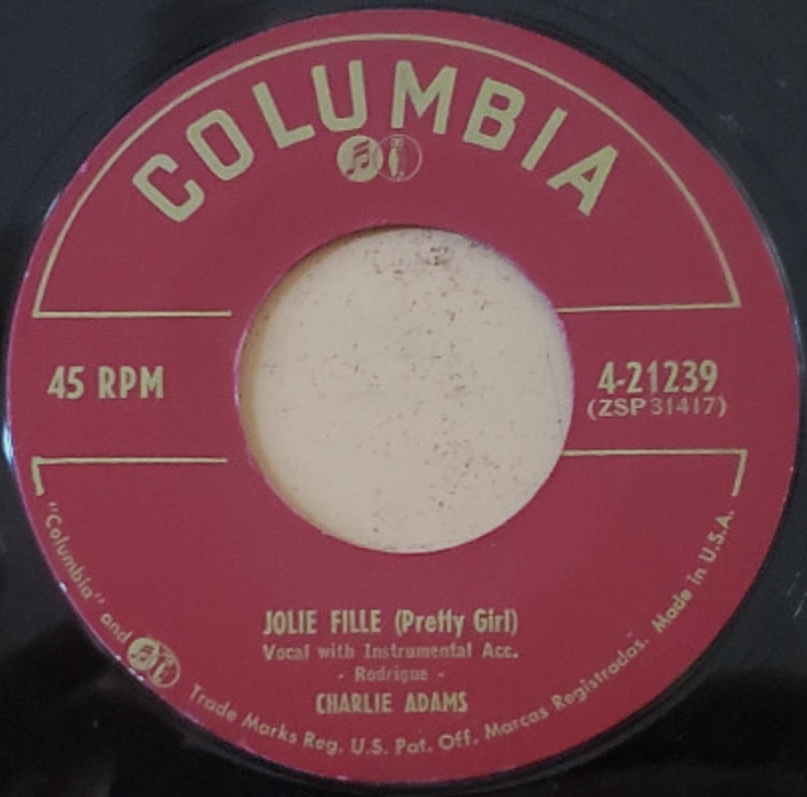 COLUMBIA
45 RPM
4-21239
(ZSP 31417)
JOLIE FILLE (Pretty Girl)
Vocal with Instrumental Acc.
- Rodrigue -
CHARLIE ADAMS
"Columbia" and Trade Marks Reg. U.S. Pat. Off. Marcas Registradas. Made in U.S.A.